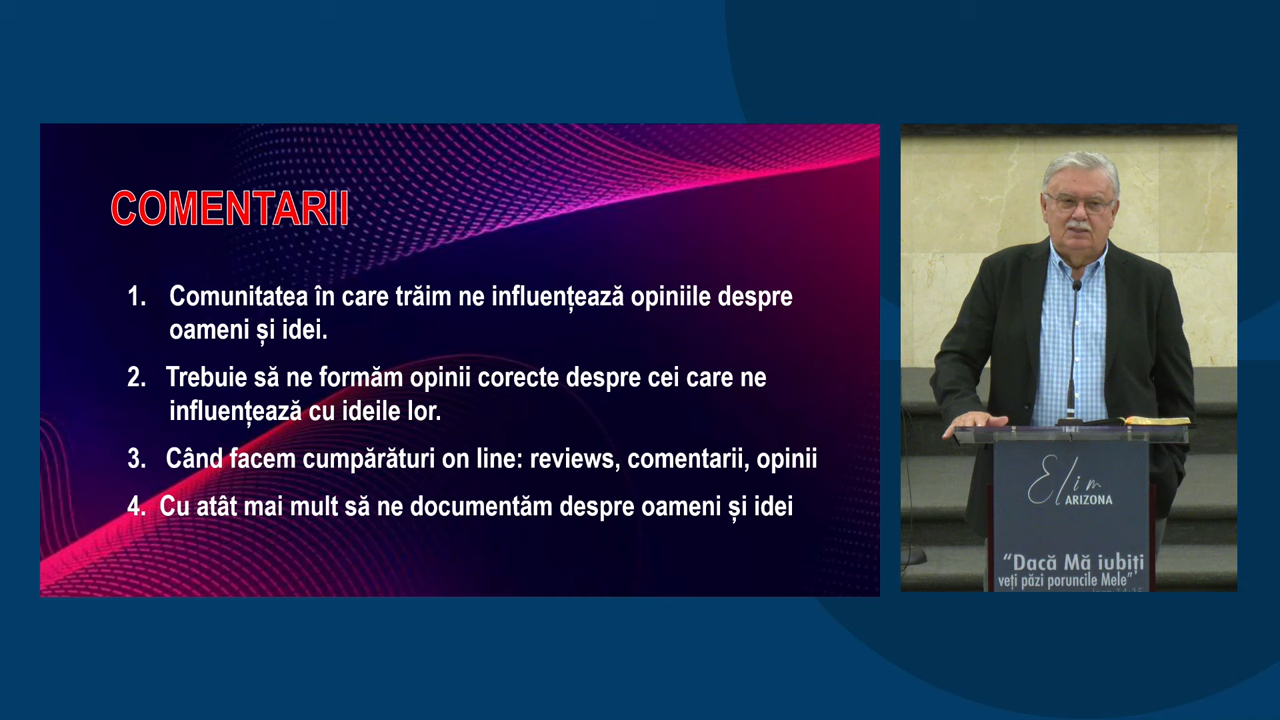 COMENTARII
1. Comunitatea în care trăim ne influențează opiniile despre
oameni și idei.
2. Trebuie să ne formăm opinii corecte despre cei care ne
influențează cu ideile lor.
3. Când facem cumpărături on line: reviews, comentarii, opinii
4. Cu atât mai mult să ne documentăm despre oameni și idei
Elim
ARIZONA
“Dacă Mă iubiți
veți păzi poruncile Mele”